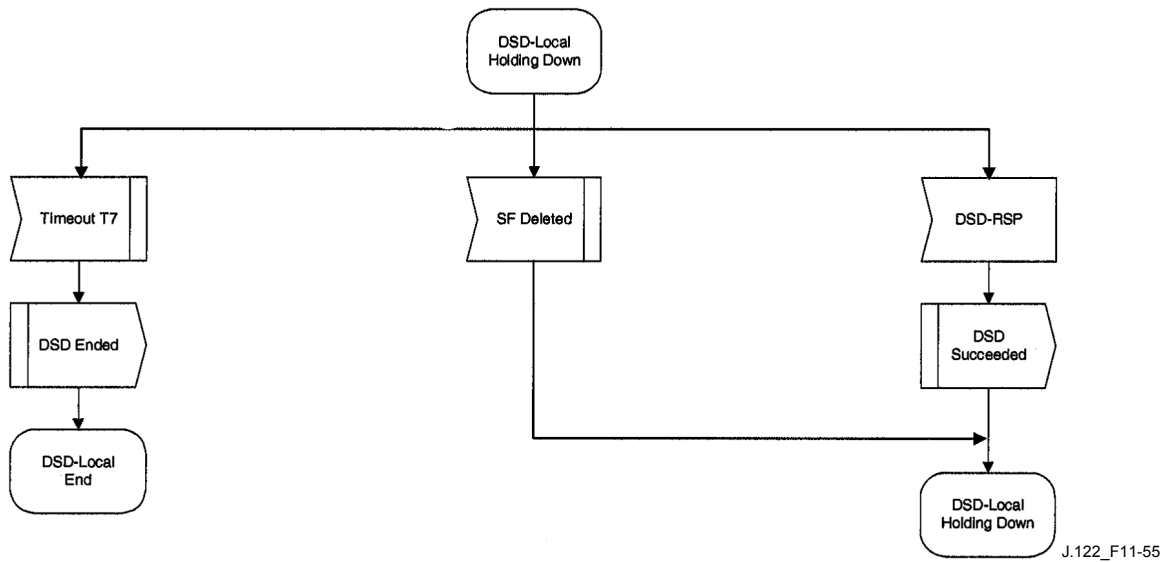 DSD-Local
Holding Down
Timeout T7
SF Deleted
DSD-RSP
DSD Ended
DSD
Succeeded
DSD-Local
End
DSD-Local
Holding Down
J.122_F11-55